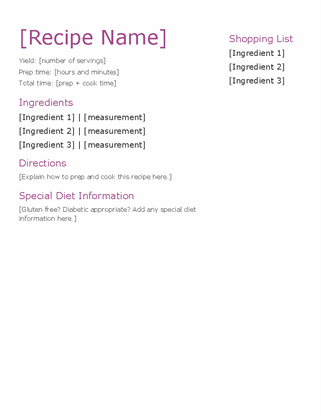 [Recipe Name]
Yield: [number of servings]
Prep time: [hours and minutes]
Total time: [prep + cook time]
Ingredients
[Ingredient 1] | [measurement]
[Ingredient 2] | [measurement]
[Ingredient 3] | [measurement]
Directions
[Explain how to prep and cook this recipe here.]
Special Diet Information
[Gluten free? Diabetic appropriate? Add any special diet
information here.]
Shopping List
[Ingredient 1]
[Ingredient 2]
[Ingredient 3]